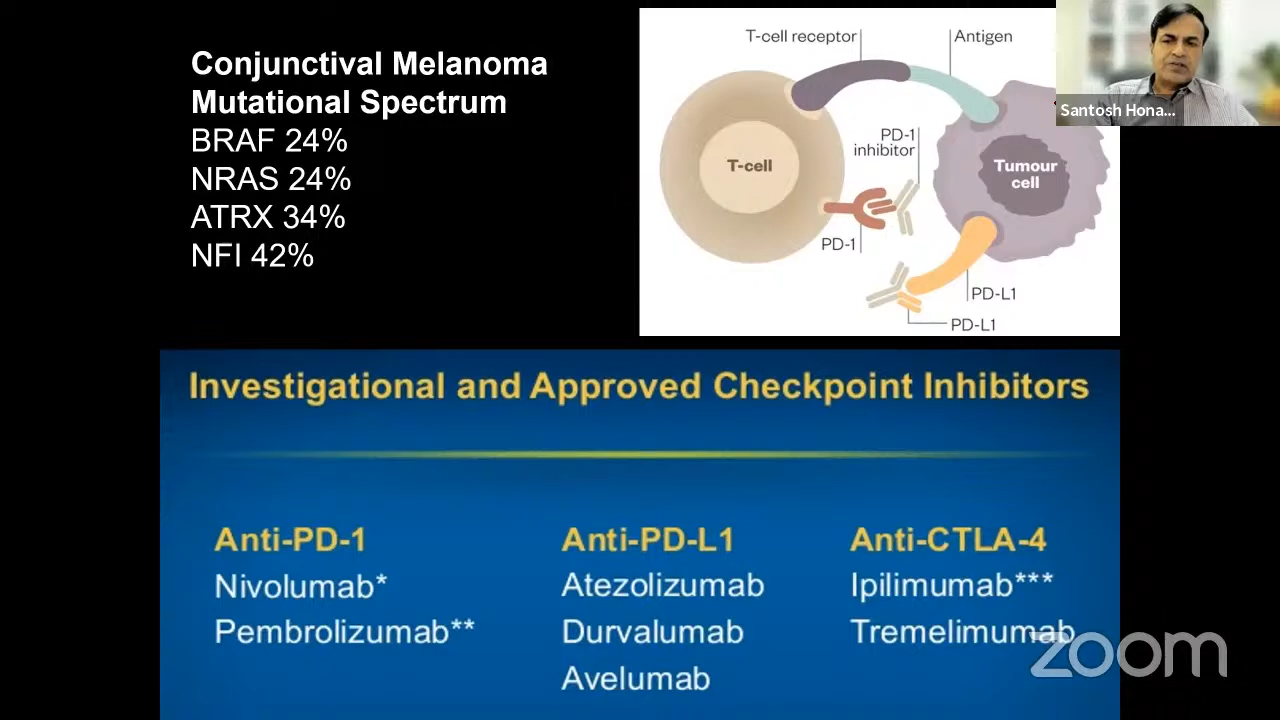 Conjunctival Melanoma
Mutational Spectrum
BRAF 24%
NRAS 24%
ATRX 34%
NFI 42%
T-cell receptor
Antigen
PD-1
inhibitor
T-cell
Tumour
cell
PD-1
PD-L1
PD-L1
Santosh Hona...
Investigational and Approved Checkpoint Inhibitors
Anti-PD-1
Nivolumab*
Pembrolizumab**
Anti-PD-L1
Atezolizumab
Durvalumab
Avelumab
Anti-CTLA-4
Ipilimumab***
Tremelimumab
zoom